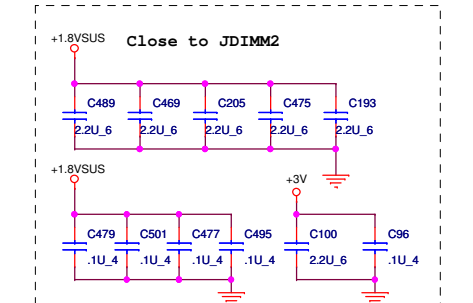 +1.8VSUS Close to JDIMM2
C489 C469 C205 C475 C193
2.2U_6 2.2U_6 2.2U_6 2.2U_6 2.2U_6
+1.8VSUS +3V
C479 C501 C477 C495 C100 C96
.1U_4 .1U_4 .1U_4 .1U_4 2.2U_6 .1U_4